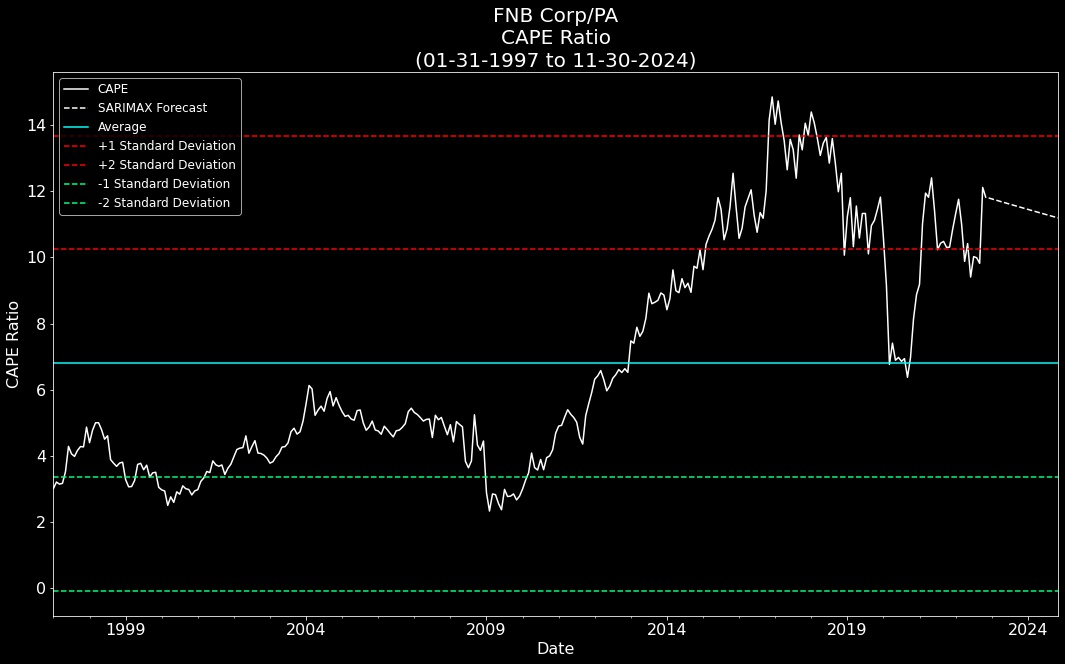 FNB Corp/PA
CAPE Ratio
(01-31-1997 to 11-30-2024)
CAPE
SARIMAX Forecast
Average
+1 Standard Deviation
+2 Standard Deviation
-1 Standard Deviation
-2 Standard Deviation
CAPE Ratio
14
12
10
8
6
4
2
0
1999
2004
2009
2014
2019
2024
Date